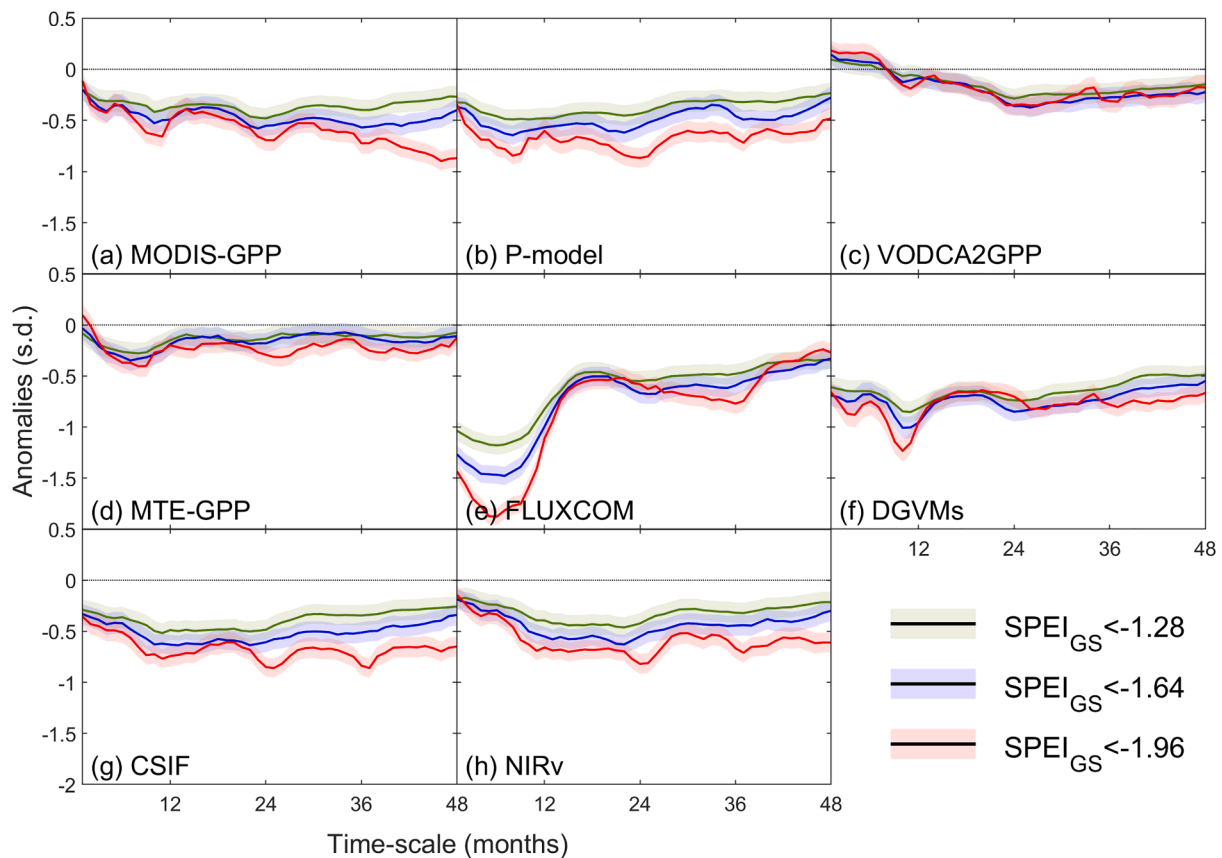 0.5
0
-0.5
-1
-1.5
(a) MODIS-GPP
(b) P-model
(c) VODCA2GPP
0.5
0
-0.5
-1
-1.5
Anomalies (s.d.)
(d) MTE-GPP
(e) FLUXCOM
(f) DGVMs
12 24 36 48
0.5
0
-0.5
-1
-1.5
-2
(g) CSIF
(h) NIRv
12 24 36 48 12 24 36 48
Time-scale (months)
SPEI_GS<-1.28
SPEI_GS<-1.64
SPEI_GS<-1.96